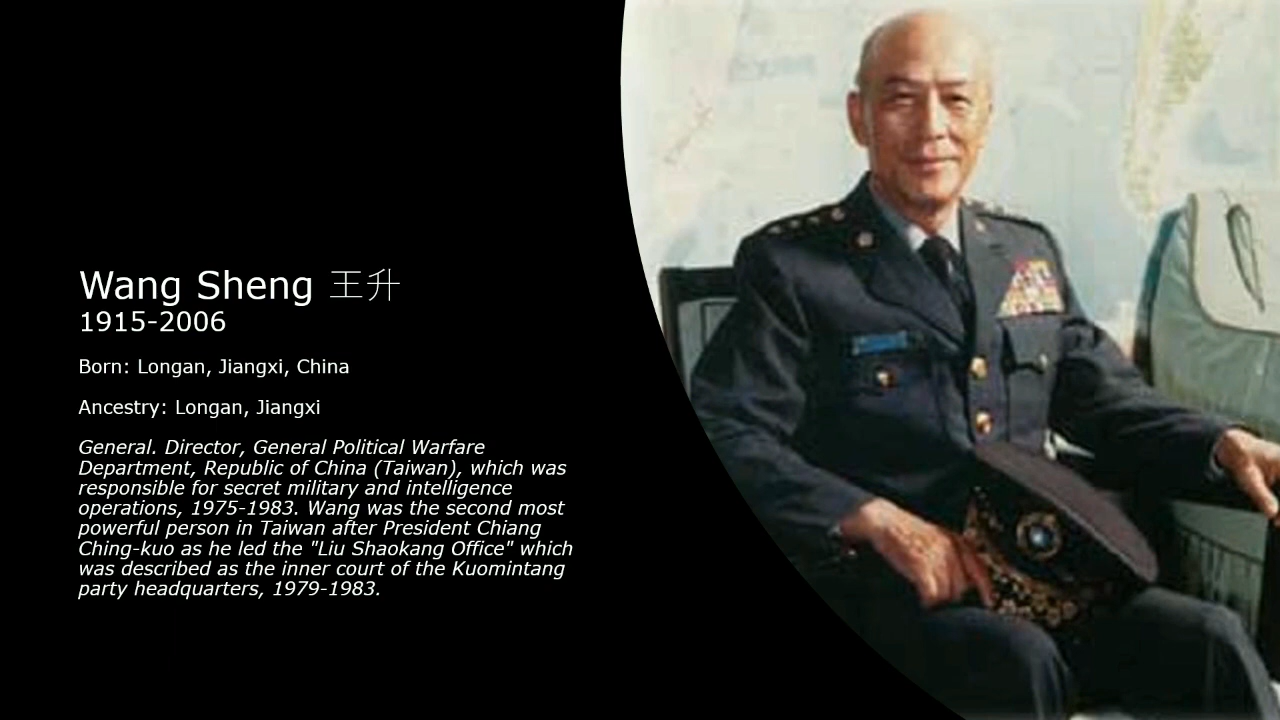 Wang Sheng 王升
1915-2006
Born: Longan, Jiangxi, China
Ancestry: Longan, Jiangxi
General. Director, General Political Warfare
Department, Republic of China (Taiwan), which was
responsible for secret military and intelligence
operations, 1975-1983. Wang was the second most
powerful person in Taiwan after President Chiang
Ching-kuo as he led the "Liu Shaokang Office" which
was described as the inner court of the Kuomintang
party headquarters, 1979-1983.